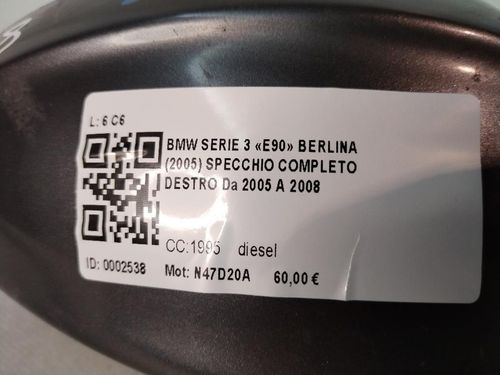 L: 6 C6
BMW SERIE 3 «E90» BERLINA
(2005) SPECCHIO COMPLETO
DESTRO Da 2005 A 2008
CC:1995 diesel
ID: 0002538 Mot: N47D20A 60,00 €